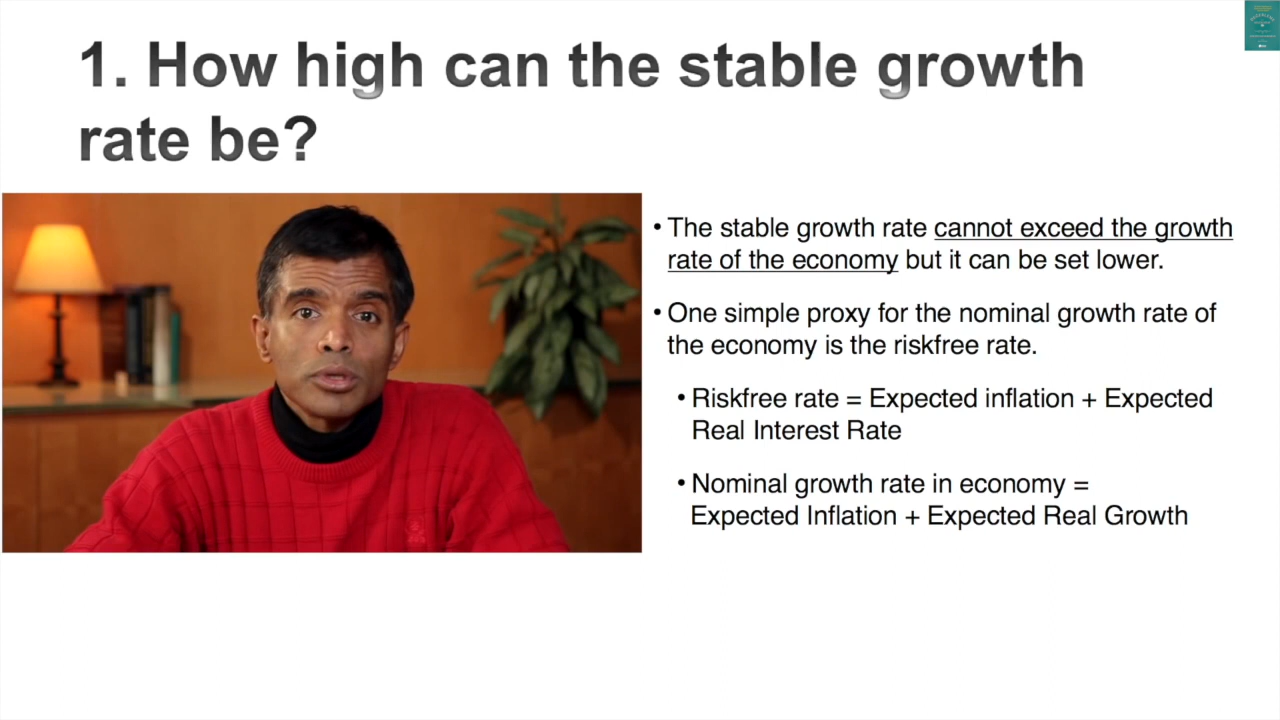 1. How high can the stable growth
rate be?
• The stable growth rate cannot exceed the growth
rate of the economy but it can be set lower.
• One simple proxy for the nominal growth rate of
the economy is the riskfree rate.
• Riskfree rate = Expected inflation + Expected
Real Interest Rate
• Nominal growth rate in economy =
Expected Inflation + Expected Real Growth